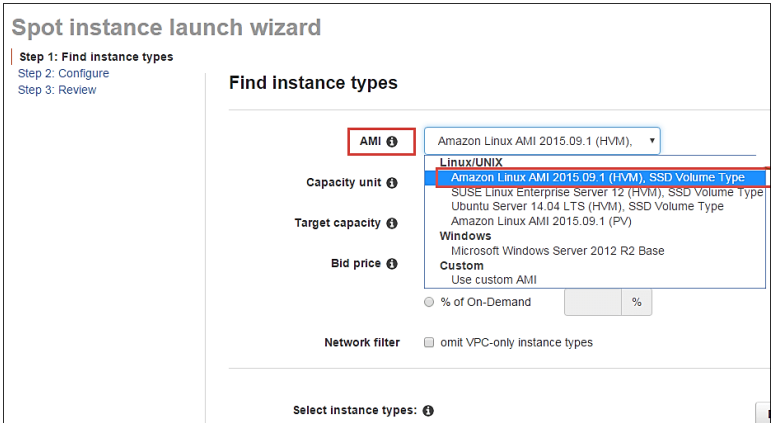 Spot instance launch wizard
Step 1: Find instance types
Step 2: Configure
Step 3: Review
Find instance types
AMI
Amazon Linux AMI 2015.09.1 (HVM),
Linux/UNIX
Amazon Linux AMI 2015.09.1 (HVM), SSD Volume Type
SUSE Linux Enterprise Server 12 (HVM), SSD Volume Type
Ubuntu Server 14.04 LTS (HVM), SSD Volume Type
Amazon Linux AMI 2015.09.1 (PV)
Windows
Microsoft Windows Server 2012 R2 Base
Custom
Use custom AMI
Capacity unit
Target capacity
Bid price
% of On-Demand %
Network filter omit VPC-only instance types
Select instance types: